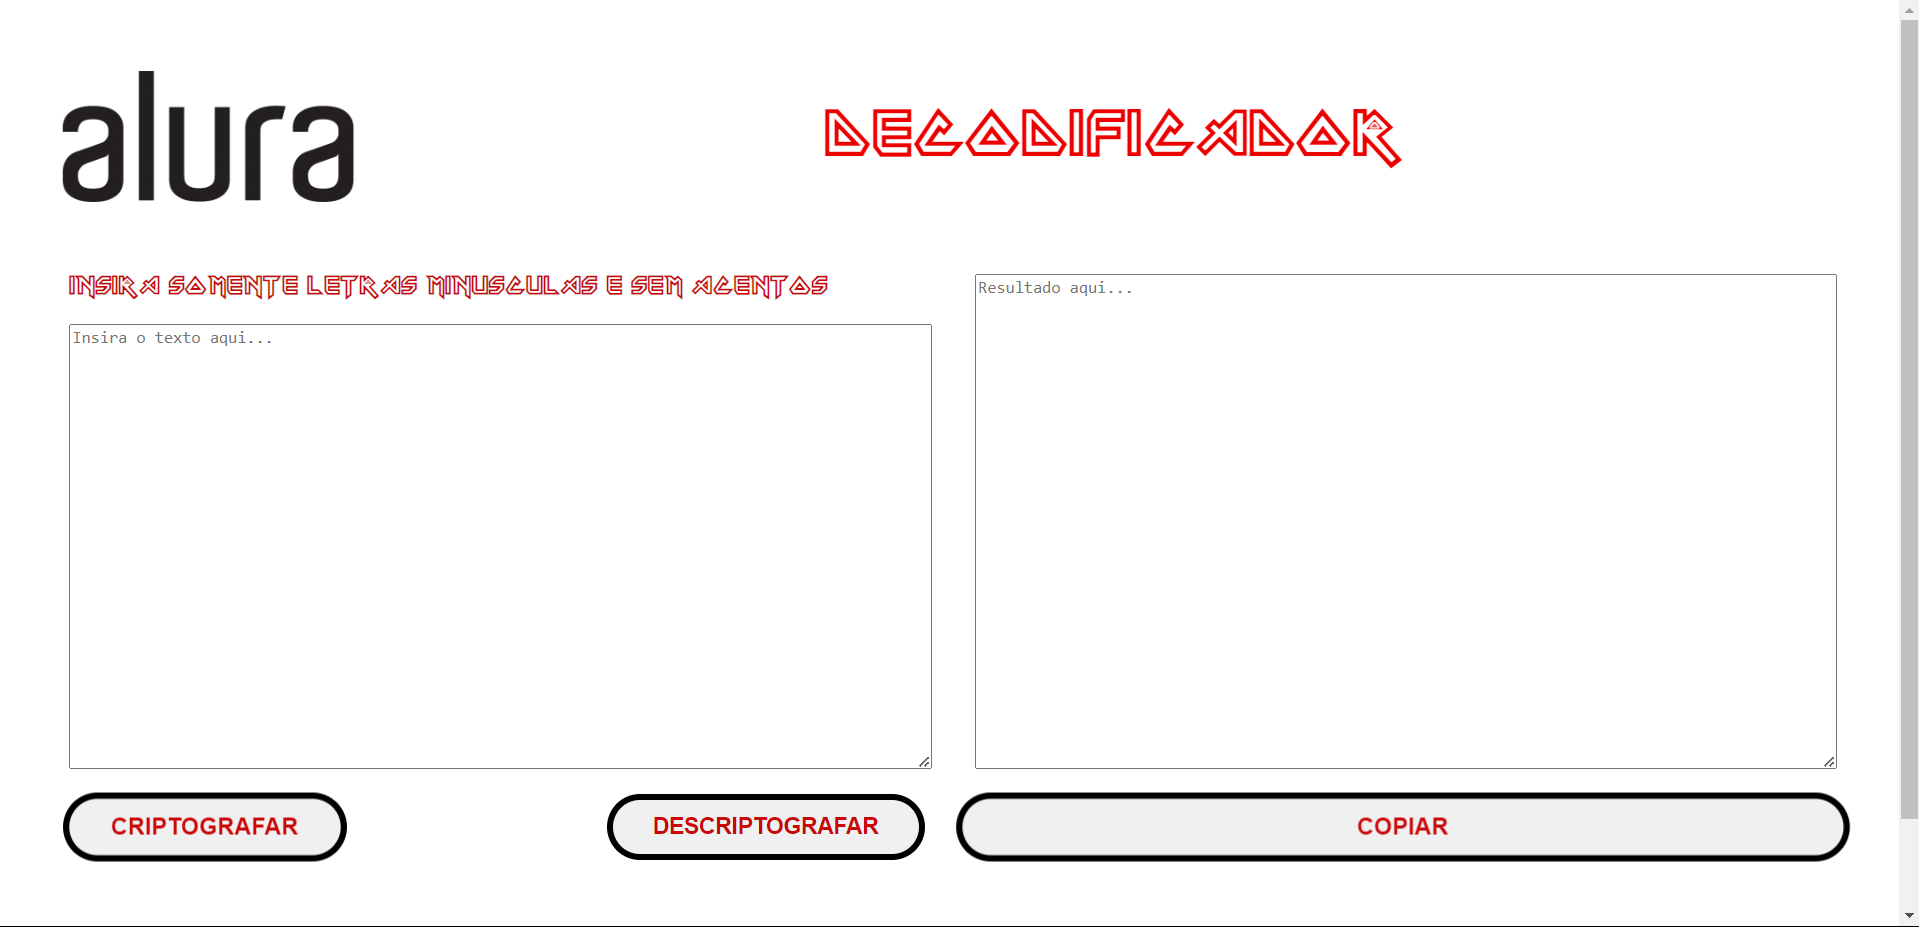 alura
DECODIFICADOR
INSIRA SOMENTE LETRAS MINUSCULAS E SEM ACENTOS
Insira o texto aqui...
Resultado aqui...
CRIPTOGRAFAR
DESCRIPTOGRAFAR
COPIAR